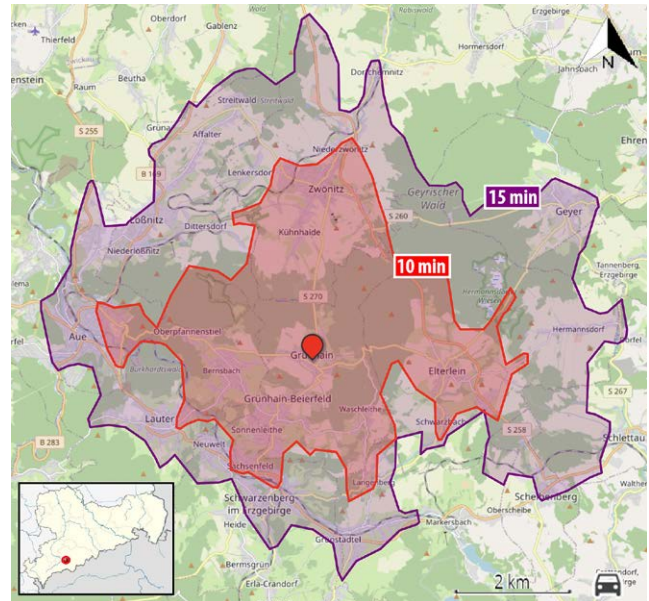 Oberdorf
Gablenz
Thierfeld
Erzgebirge
Hormersdorf
Jahnsbach
N
Beutha
Raum
Dorfchemnitz
Streitwald
Streitwald
Grüna
Affalter
S 255
Ehren
Niederzwönitz
B 169
Lenkersdorf
Zwönitz
Geyrischer
Wald
15 min
Lößnitz
S 260
Geyer
Dittersdorf
Kühnhaide
Niederlößnitz
10 min
Tannenberg,
Erzgebirge
S 270
Hermannsdorf
Oberpfannenstiel
Aue
Grünhain
Burkhardtswald
Bernsbach
Elterlein
S 267
Grünhain-Beierfeld
Waschleithe
Lauter
Sonnenleithe
Schwarzbach
S 258
B 283
Neuwelt
Schlettau
Sachsenfeld
Langenberg
Scheibenberg
Schwarzenberg
im Erzgebirge
Oberscheibe
Heide
Markersbach
Grünstädtel
Bermsgrün
Erla-Crandorf
2 km